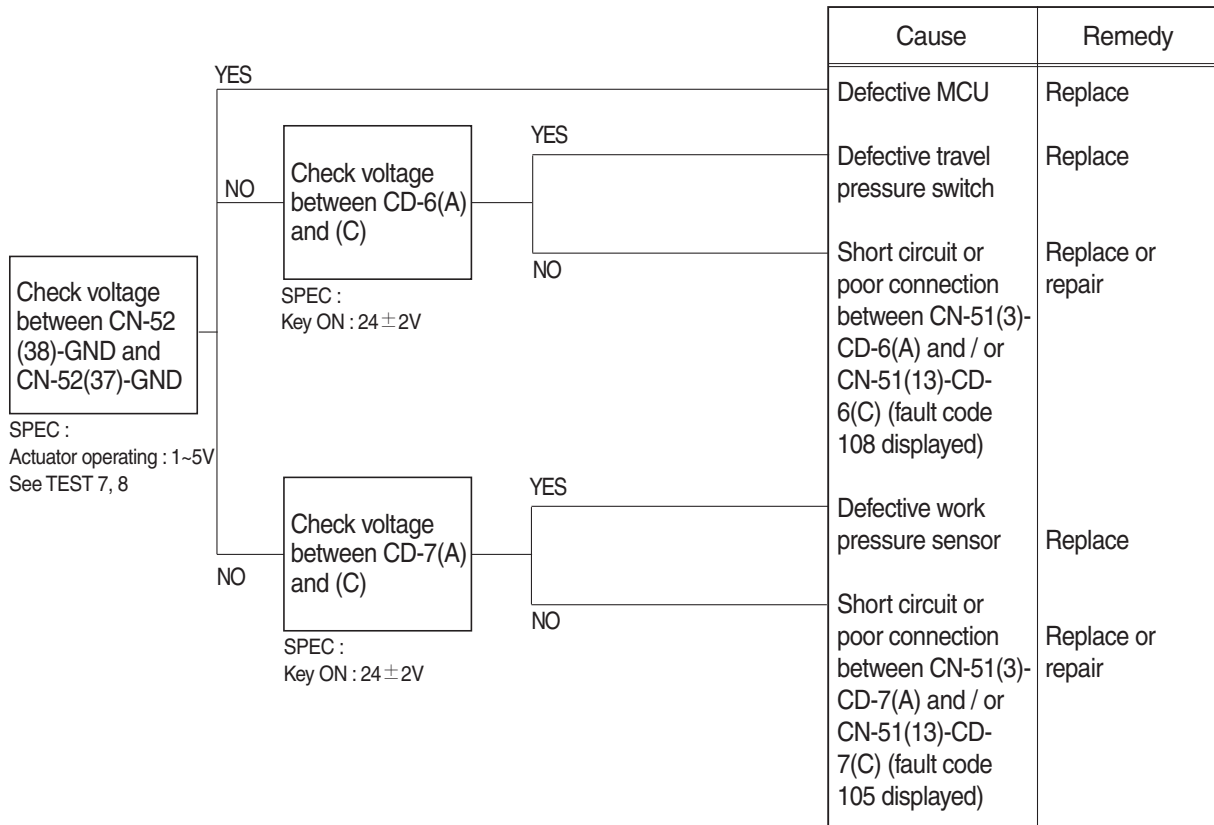 Cause
Remedy
YES
Defective MCU
Replace
NO
Check voltage
between CD-6(A)
and (C)
SPEC :
Key ON : 24±2V
YES
Defective travel
pressure switch
Replace
NO
Short circuit or
poor connection
between CN-51(3)-
CD-6(A) and / or
CN-51(13)-CD-
6(C) (fault code
108 displayed)
Replace or
repair
Check voltage
between CN-52
(38)-GND and
CN-52(37)-GND
SPEC :
Actuator operating : 1~5V
See TEST 7, 8
NO
Check voltage
between CD-7(A)
and (C)
SPEC :
Key ON : 24±2V
YES
Defective work
pressure sensor
Replace
NO
Short circuit or
poor connection
between CN-51(3)-
CD-7(A) and / or
CN-51(13)-CD-
7(C) (fault code
105 displayed)
Replace or
repair